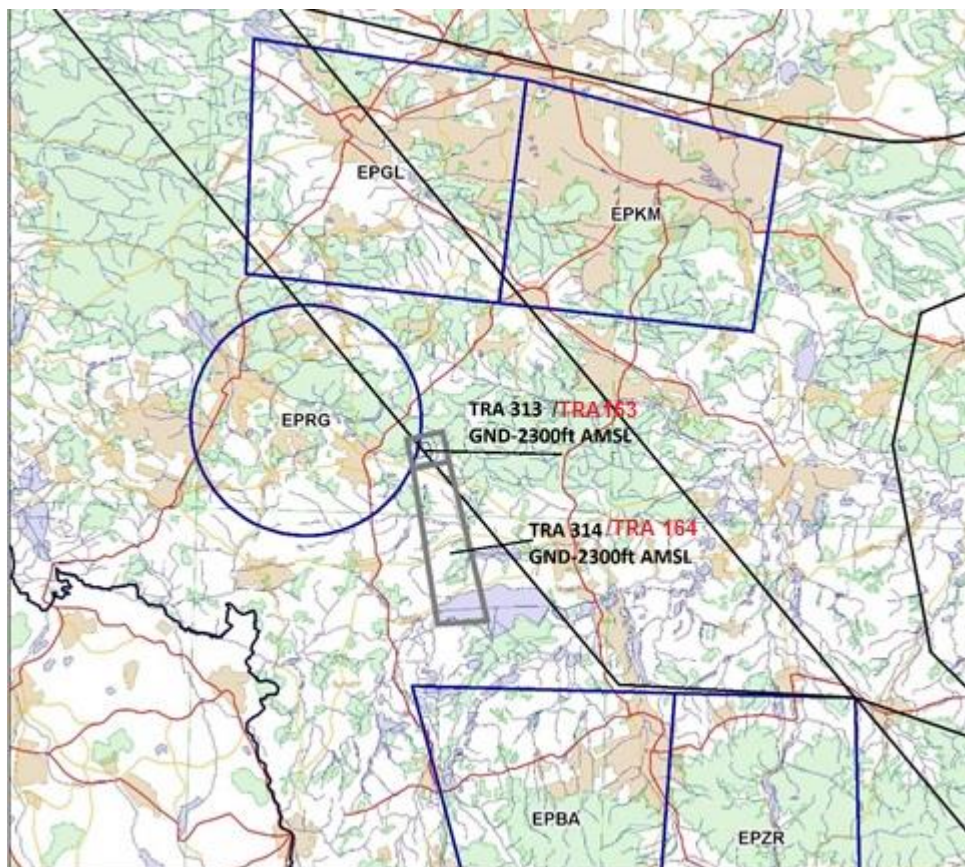 EPGL
EPKM
TRA 313 /TRA163
GND-2300ft AMSL
EPRG
TRA 314 /TRA 164
GND-2300ft AMSL
EPBA
EPZR